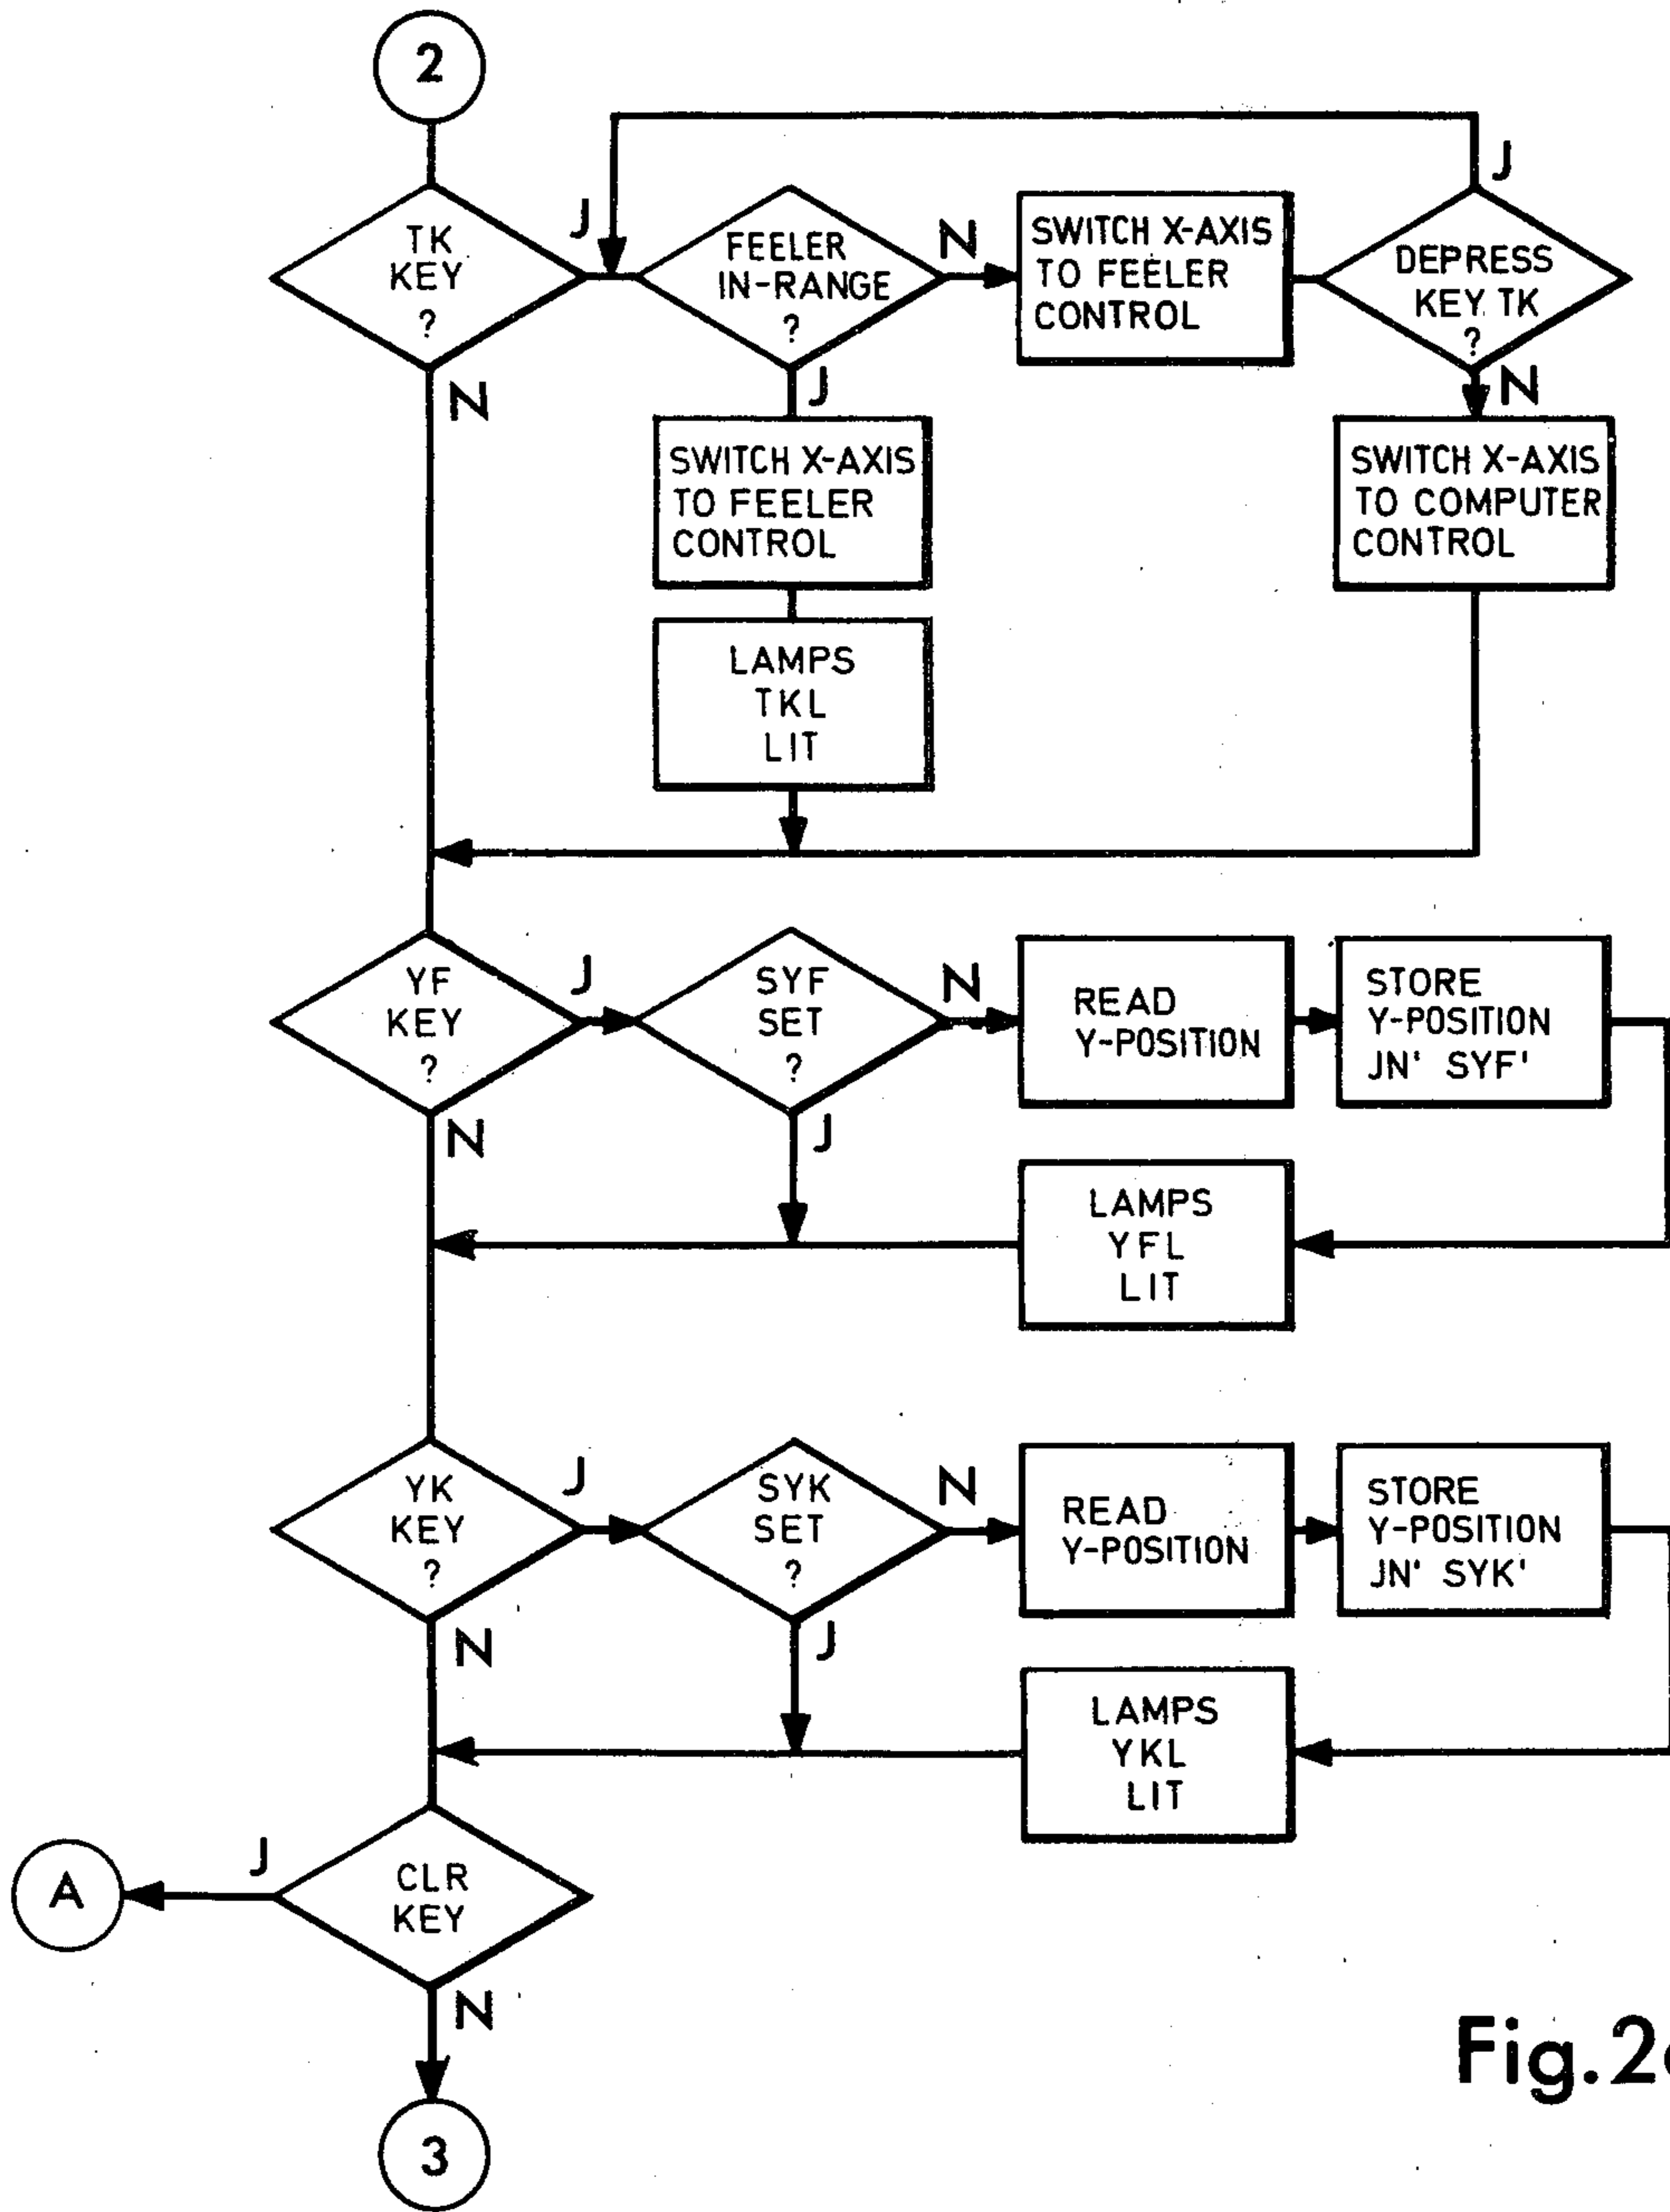 2
J
TK
KEY
?
J
FEELER
IN-RANGE
?
N
SWITCH X-AXIS
TO FEELER
CONTROL
DEPRESS
KEY TK
?
N
J
N
SWITCH X-AXIS
TO FEELER
CONTROL
SWITCH X-AXIS
TO COMPUTER
CONTROL
LAMPS
TKL
LIT
YF
KEY
?
J
SYF
SET
?
N
READ
Y-POSITION
STORE
Y-POSITION
JN' SYF'
N
J
LAMPS
YFL
LIT
YK
KEY
?
J
SYK
SET
?
N
READ
Y-POSITION
STORE
Y-POSITION
JN' SYK'
N
J
LAMPS
YKL
LIT
A
J
CLR
KEY
N
3